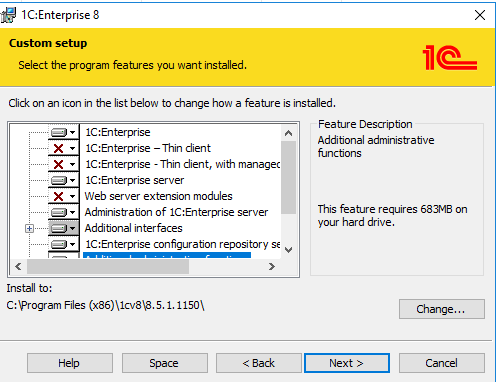 1C:Enterprise 8
Custom setup
Select the program features you want installed.
Click on an icon in the list below to change how a feature is installed.
1C:Enterprise
1C:Enterprise – Thin client
1C:Enterprise - Thin client, with managed
1C:Enterprise server
Web server extension modules
Administration of 1C:Enterprise server
Additional interfaces
1C:Enterprise configuration repository se
Feature Description
Additional administrative
functions
This feature requires 683MB on
your hard drive.
Install to:
C:\Program Files (x86)\1cv8\8.5.1.1150\
Change...
Help
Space
< Back
Next >
Cancel